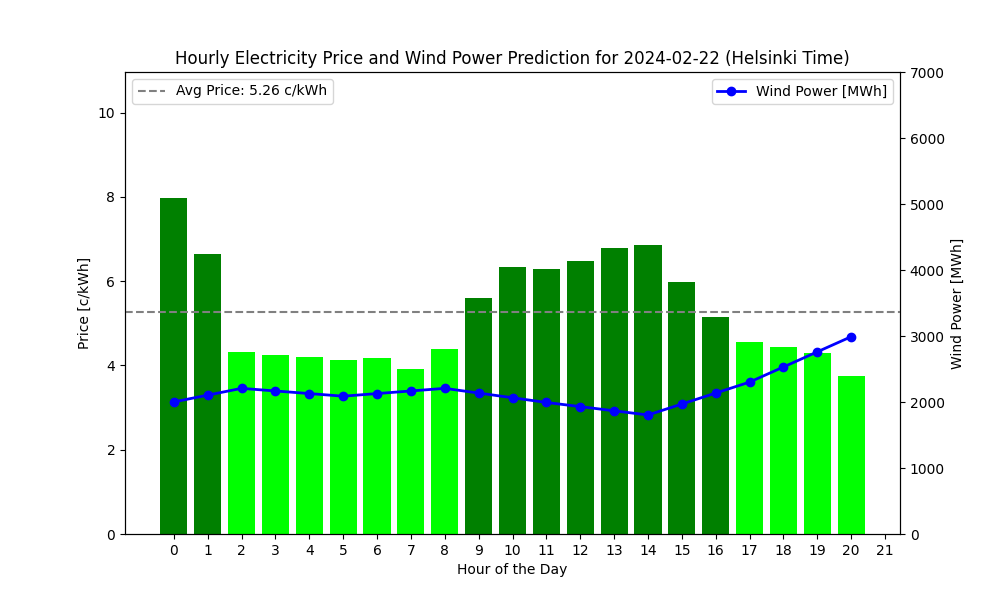 Hourly Electricity Price and Wind Power Prediction for 2024-02-22 (Helsinki Time)
Avg Price: 5.26 c/kWh
Wind Power [MWh]
Price [c/kWh]
10
8
6
4
2
0
7000
6000
5000
4000
3000
2000
1000
0
Wind Power [MWh]
0 1 2 3 4 5 6 7 8 9 10 11 12 13 14 15 16 17 18 19 20 21
Hour of the Day